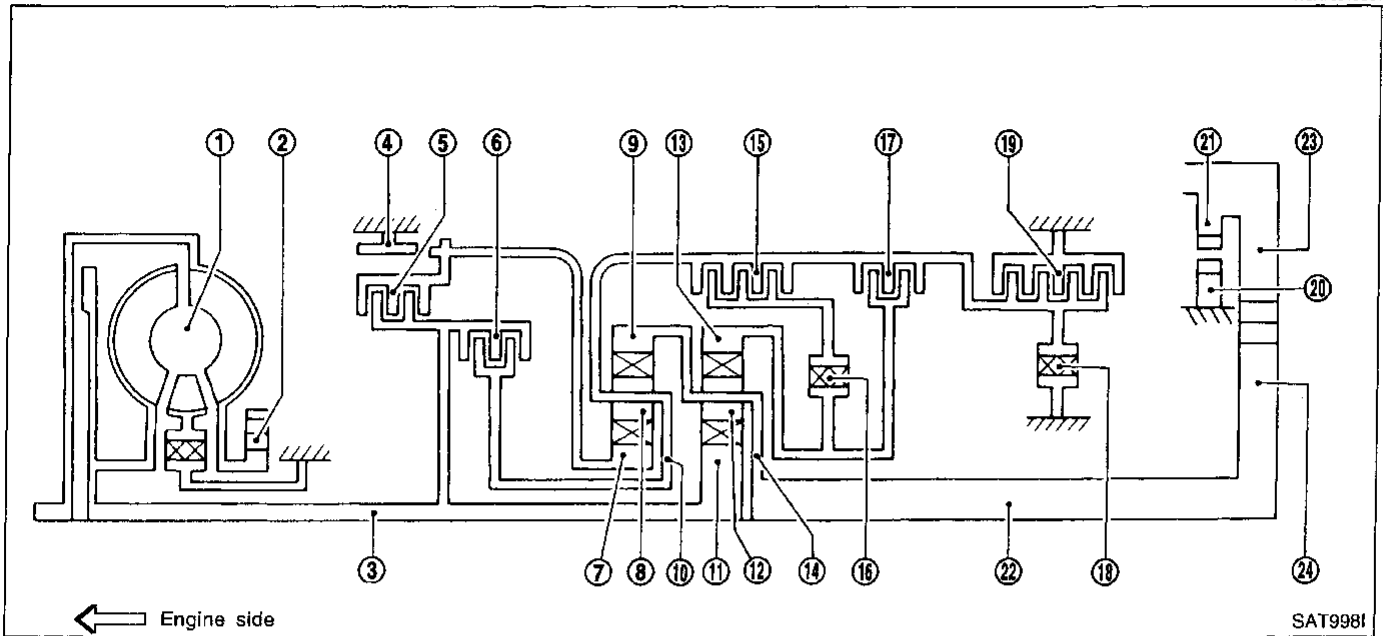 ① ② ④ ⑤ ⑥ ⑨ ⑬ ⑮ ⑰ ⑲ ㉑ ㉓
⑳
③ ⑦ ⑧ ⑩ ⑪ ⑫ ⑭ ⑯ ㉒ ⑱ ㉔
Engine side
SAT998I